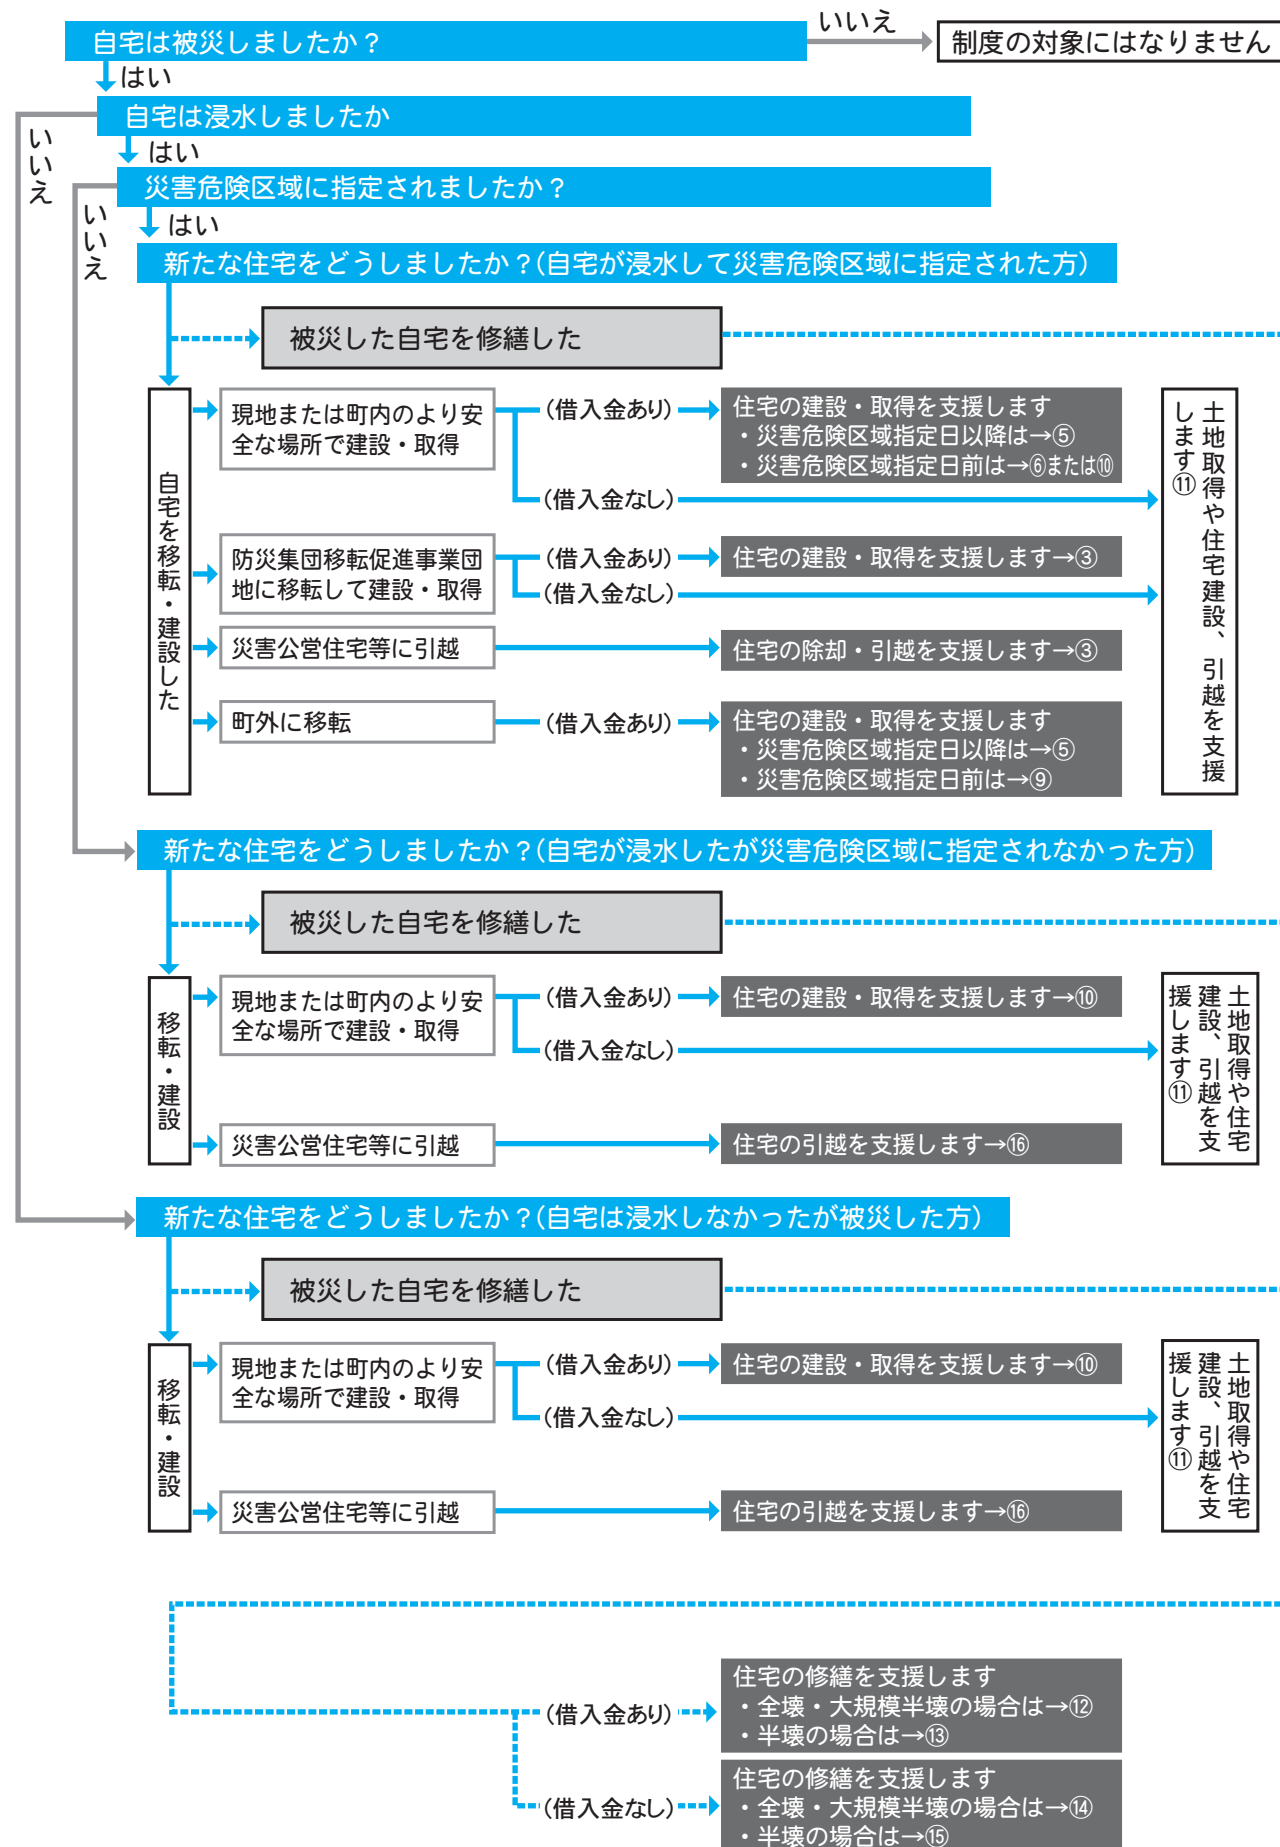 自宅は被災しましたか？
いいえ
制度の対象にはなりません
はい
自宅は浸水しましたか
いいえ
はい
災害危険区域に指定されましたか？
いいえ
はい
新たな住宅をどうしましたか？(自宅が浸水して災害危険区域に指定された方)
被災した自宅を修繕した
自宅を移転・建設した
現地または町内のより安
全な場所で建設・取得
(借入金あり)
住宅の建設・取得を支援します
・災害危険区域指定日以降は→⑤
・災害危険区域指定日前は→⑥または⑩
(借入金なし)
土地取得や住宅建設、引越を支援
します⑪
防災集団移転促進事業団
地に移転して建設・取得
(借入金あり)
住宅の建設・取得を支援します→③
(借入金なし)
災害公営住宅等に引越
住宅の除却・引越を支援します→③
町外に移転
(借入金あり)
住宅の建設・取得を支援します
・災害危険区域指定日以降は→⑤
・災害危険区域指定日前は→⑨
新たな住宅をどうしましたか？(自宅が浸水したが災害危険区域に指定されなかった方)
被災した自宅を修繕した
移転・建設
現地または町内のより安
全な場所で建設・取得
(借入金あり)
住宅の建設・取得を支援します→⑩
(借入金なし)
土地取得や住宅
建設、引越を支
援します⑪
災害公営住宅等に引越
住宅の引越を支援します→⑯
新たな住宅をどうしましたか？(自宅は浸水しなかったが被災した方)
被災した自宅を修繕した
移転・建設
現地または町内のより安
全な場所で建設・取得
(借入金あり)
住宅の建設・取得を支援します→⑩
(借入金なし)
土地取得や住宅
建設、引越を支
援します⑪
災害公営住宅等に引越
住宅の引越を支援します→⑯
(借入金あり)
住宅の修繕を支援します
・全壊・大規模半壊の場合は→⑫
・半壊の場合は→⑬
(借入金なし)
住宅の修繕を支援します
・全壊・大規模半壊の場合は→⑭
・半壊の場合は→⑮